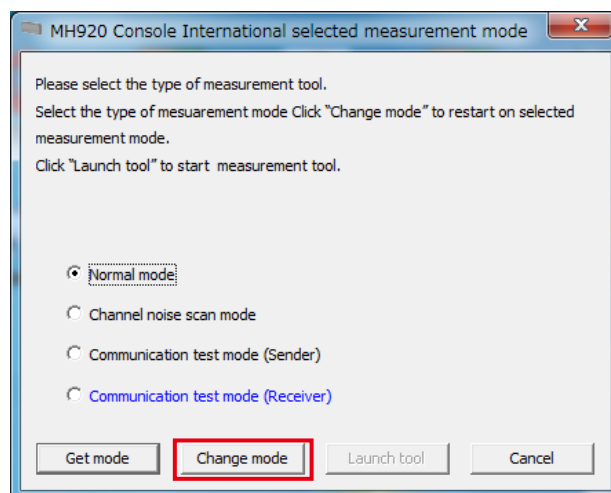 MH920 Console International selected measurement mode
Please select the type of measurement tool.
Select the type of mesuarement mode Click “Change mode” to restart on selected
measurement mode.
Click “Launch tool” to start measurement tool.
Normal mode
Channel noise scan mode
Communication test mode (Sender)
Communication test mode (Receiver)
Get mode Change mode Launch tool Cancel